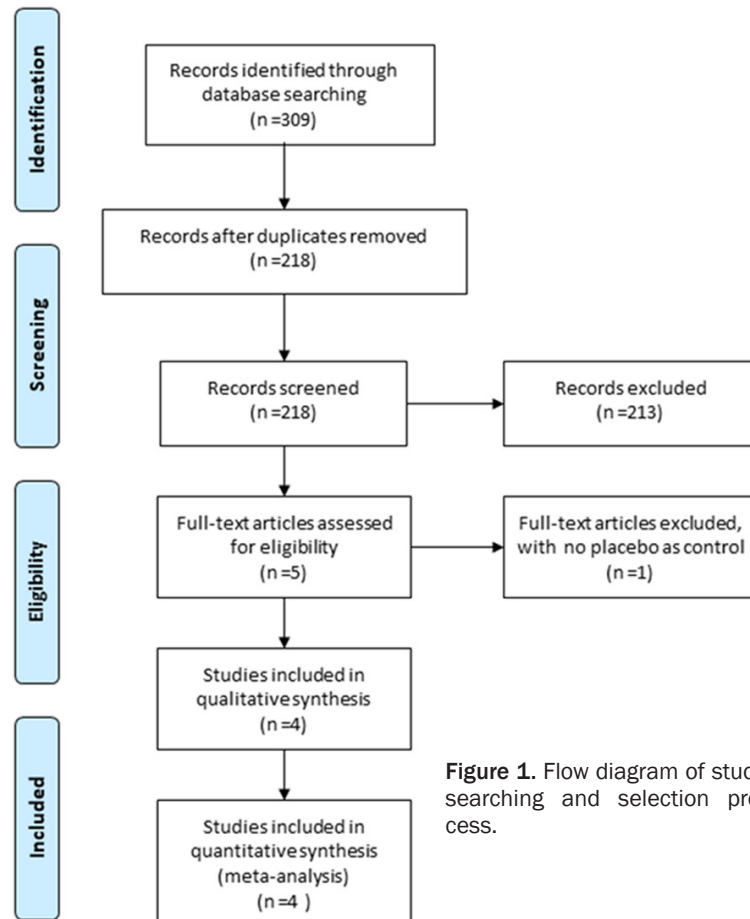 Identification
Records identified through
database searching
(n =309)
Records after duplicates removed
(n =218)
Screening
Records screened
(n =218)
Records excluded
(n =213)
Eligibility
Full-text articles assessed
for eligibility
(n =5)
Full-text articles excluded,
with no placebo as control
(n =1)
Studies included in
qualitative synthesis
(n =4)
Included
Studies included in
quantitative synthesis
(meta-analysis)
(n =4 )
Figure 1. Flow diagram of stud
searching and selection pro
cess.